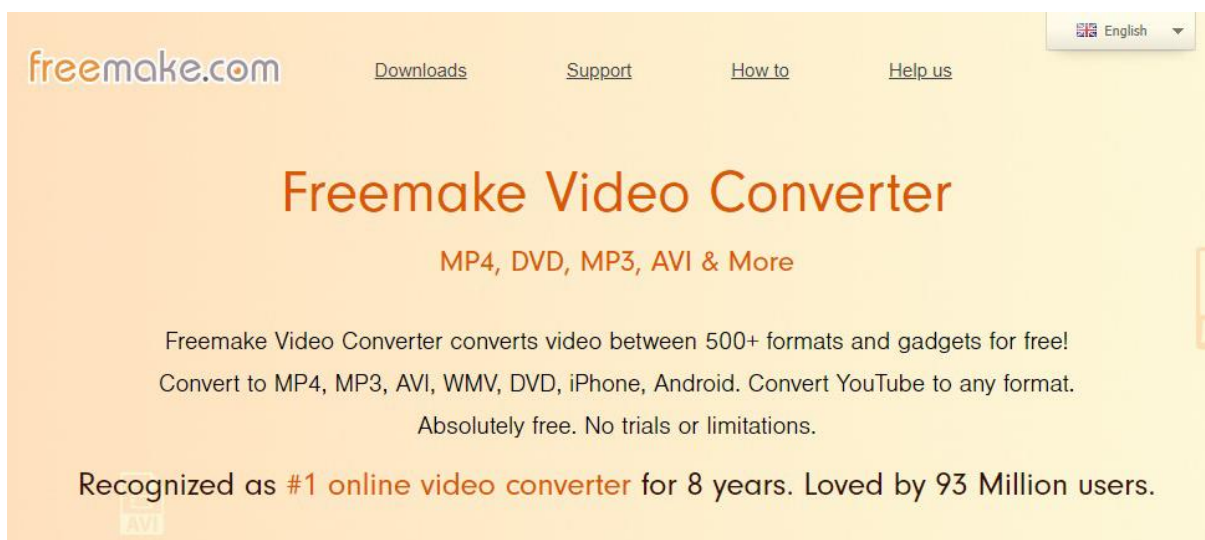 English
freemake.com
Downloads Support How to Help us
Freemake Video Converter
MP4, DVD, MP3, AVI & More
Freemake Video Converter converts video between 500+ formats and gadgets for free!
Convert to MP4, MP3, AVI, WMV, DVD, iPhone, Android. Convert YouTube to any format.
Absolutely free. No trials or limitations.
Recognized as #1 online video converter for 8 years. Loved by 93 Million users.
AVI